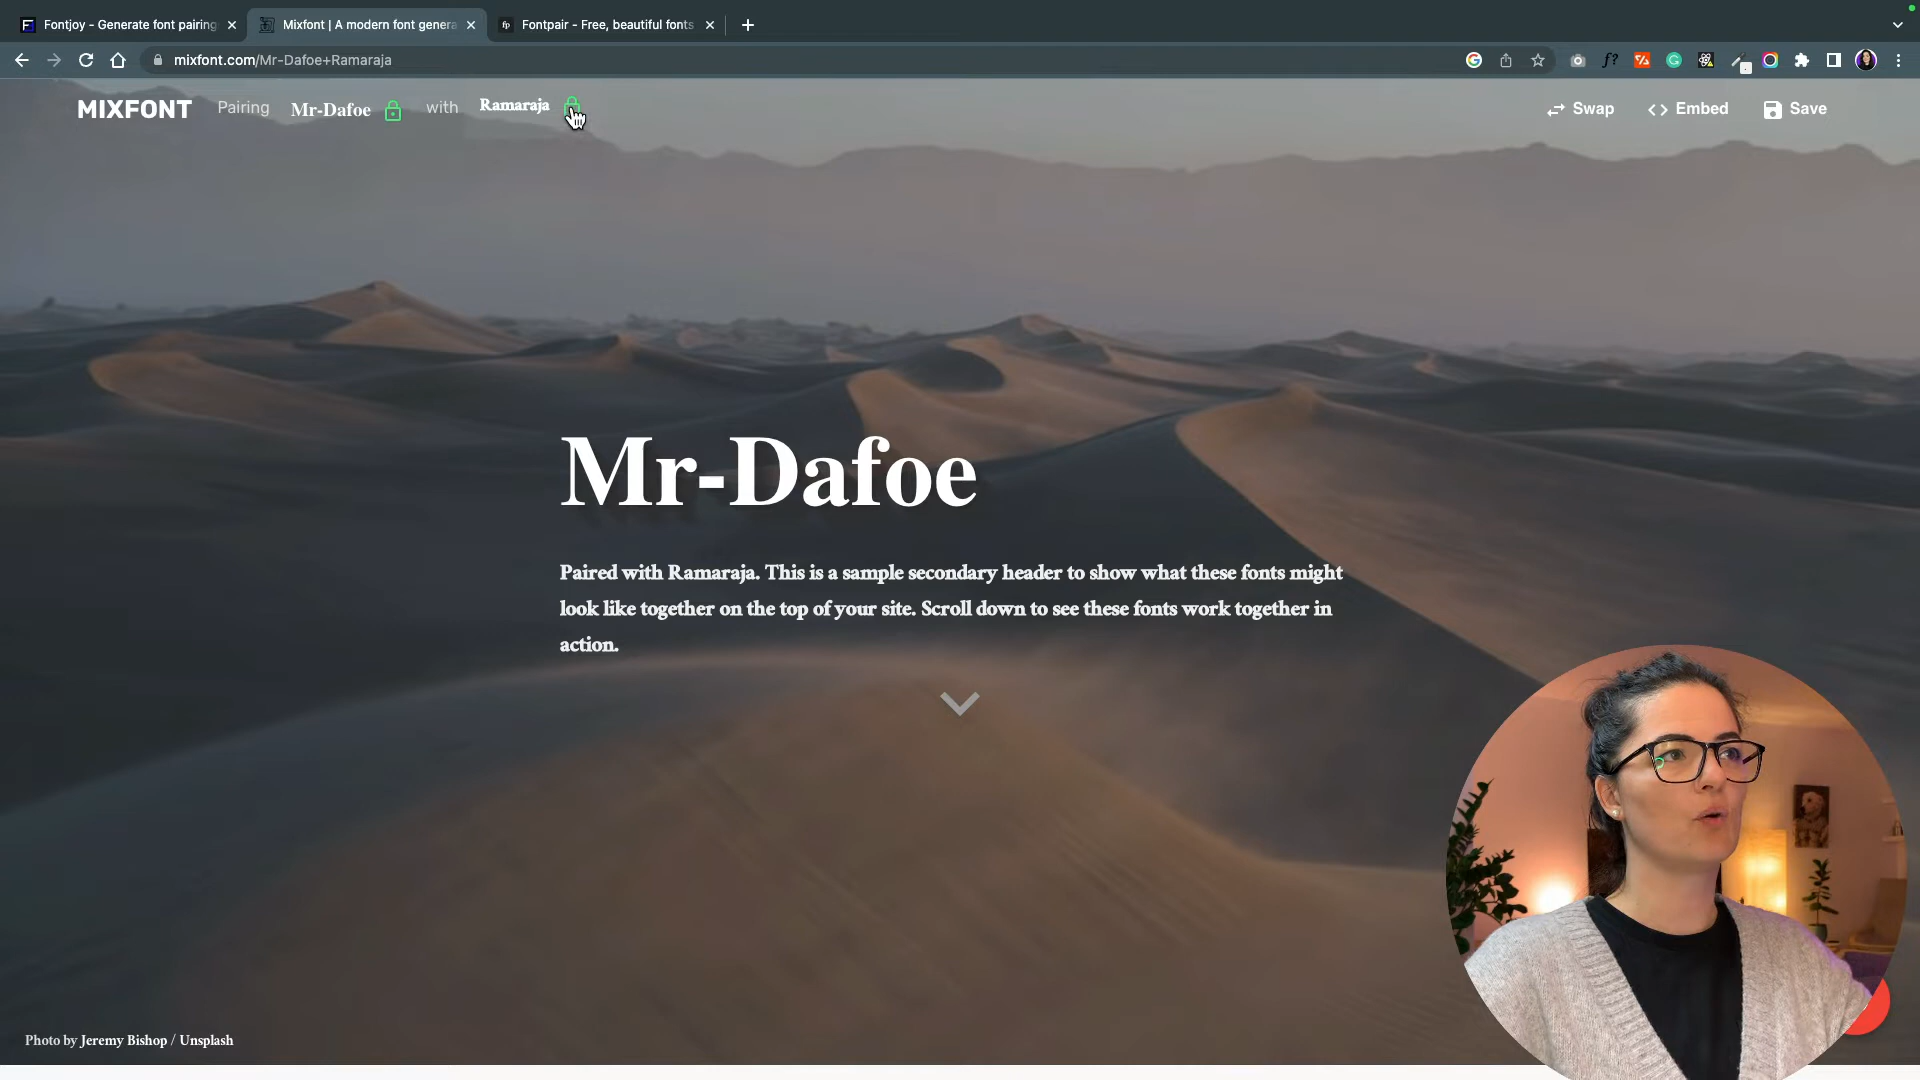 Fontjoy - Generate font pairing
Mixfont | A modern font genera
fp Fontpair - Free, beautiful fonts
mixfont.com/Mr-Dafoe+Ramaraja
MIXFONT Pairing Mr-Dafoe with Ramaraja
Swap Embed Save
Mr-Dafoe
Paired with Ramaraja. This is a sample secondary header to show what these fonts might
look like together on the top of your site. Scroll down to see these fonts work together in
action.
Photo by Jeremy Bishop / Unsplash